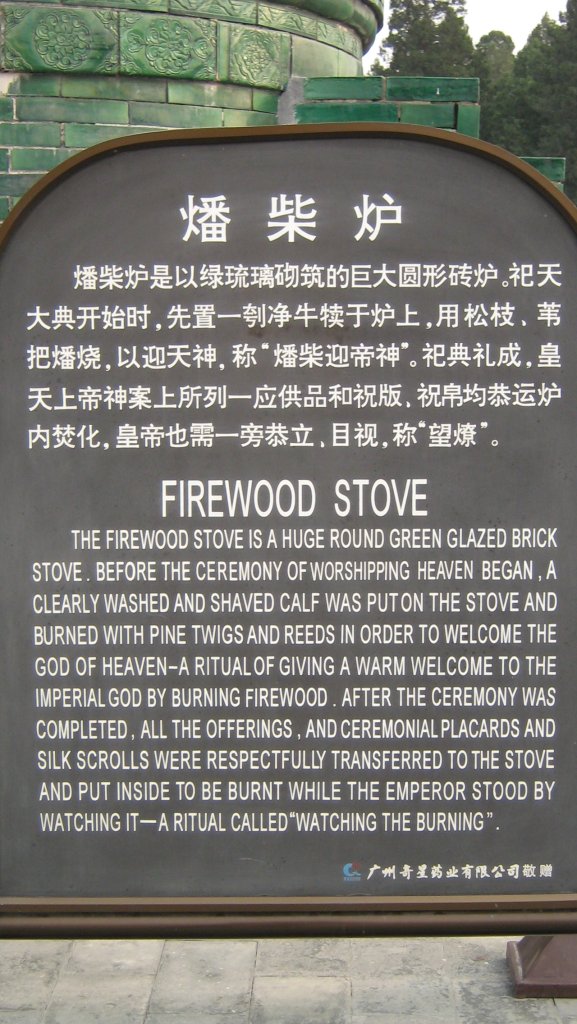 燔柴炉
燔柴炉是以绿琉璃砌筑的巨大圆形砖炉。祀天
大典开始时,先置一刳净牛犊于炉上,用松枝、苇
把燔烧,以迎天神,称“燔柴迎帝神”。祀典礼成,皇
天上帝神案上所列一应供品和祝版、祝帛均恭运炉
内焚化,皇帝也需一旁恭立、目视,称“望燎”。
FIREWOOD STOVE
THE FIREWOOD STOVE IS A HUGE ROUND GREEN GLAZED BRICK
STOVE. BEFORE THE CEREMONY OF WORSHIPPING HEAVEN BEGAN, A
CLEARLY WASHED AND SHAVED CALF WAS PUT ON THE STOVE AND
BURNED WITH PINE TWIGS AND REEDS IN ORDER TO WELCOME THE
GOD OF HEAVEN–A RITUAL OF GIVING A WARM WELCOME TO THE
IMPERIAL GOD BY BURNING FIREWOOD. AFTER THE CEREMONY WAS
COMPLETED, ALL THE OFFERINGS, AND CEREMONIAL PLACARDS AND
SILK SCROLLS WERE RESPECTFULLY TRANSFERRED TO THE STOVE
AND PUT INSIDE TO BE BURNT WHILE THE EMPEROR STOOD BY
WATCHING IT—A RITUAL CALLED “WATCHING THE BURNING”.
广州奇星药业有限公司敬赠